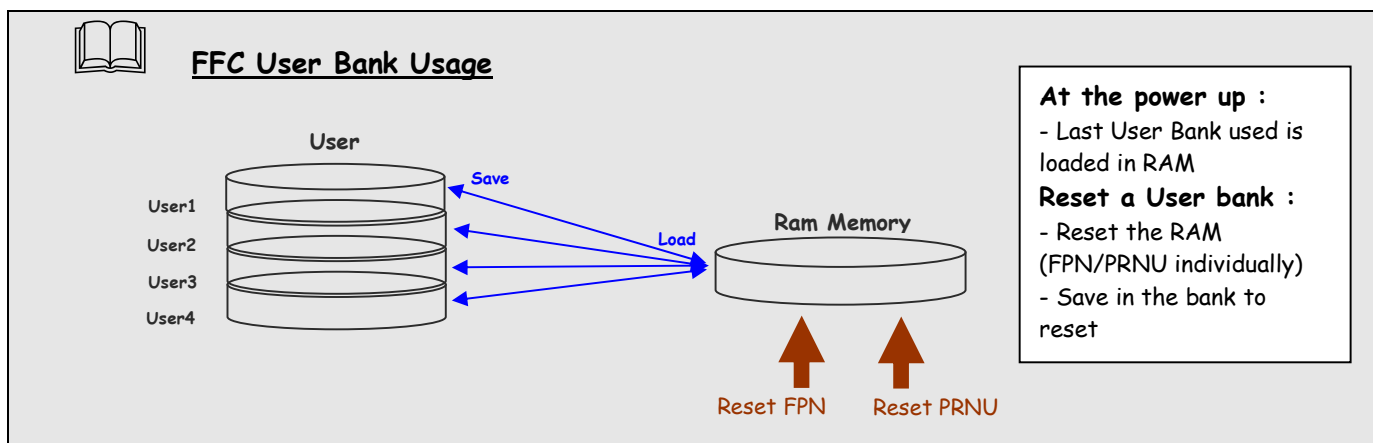 FFC User Bank Usage
User
User1
User2
User3
User4
Save
Load
Ram Memory
Reset FPN
Reset PRNU
At the power up :
- Last User Bank used is
loaded in RAM
Reset a User bank :
- Reset the RAM
(FPN/PRNU individually)
- Save in the bank to
reset